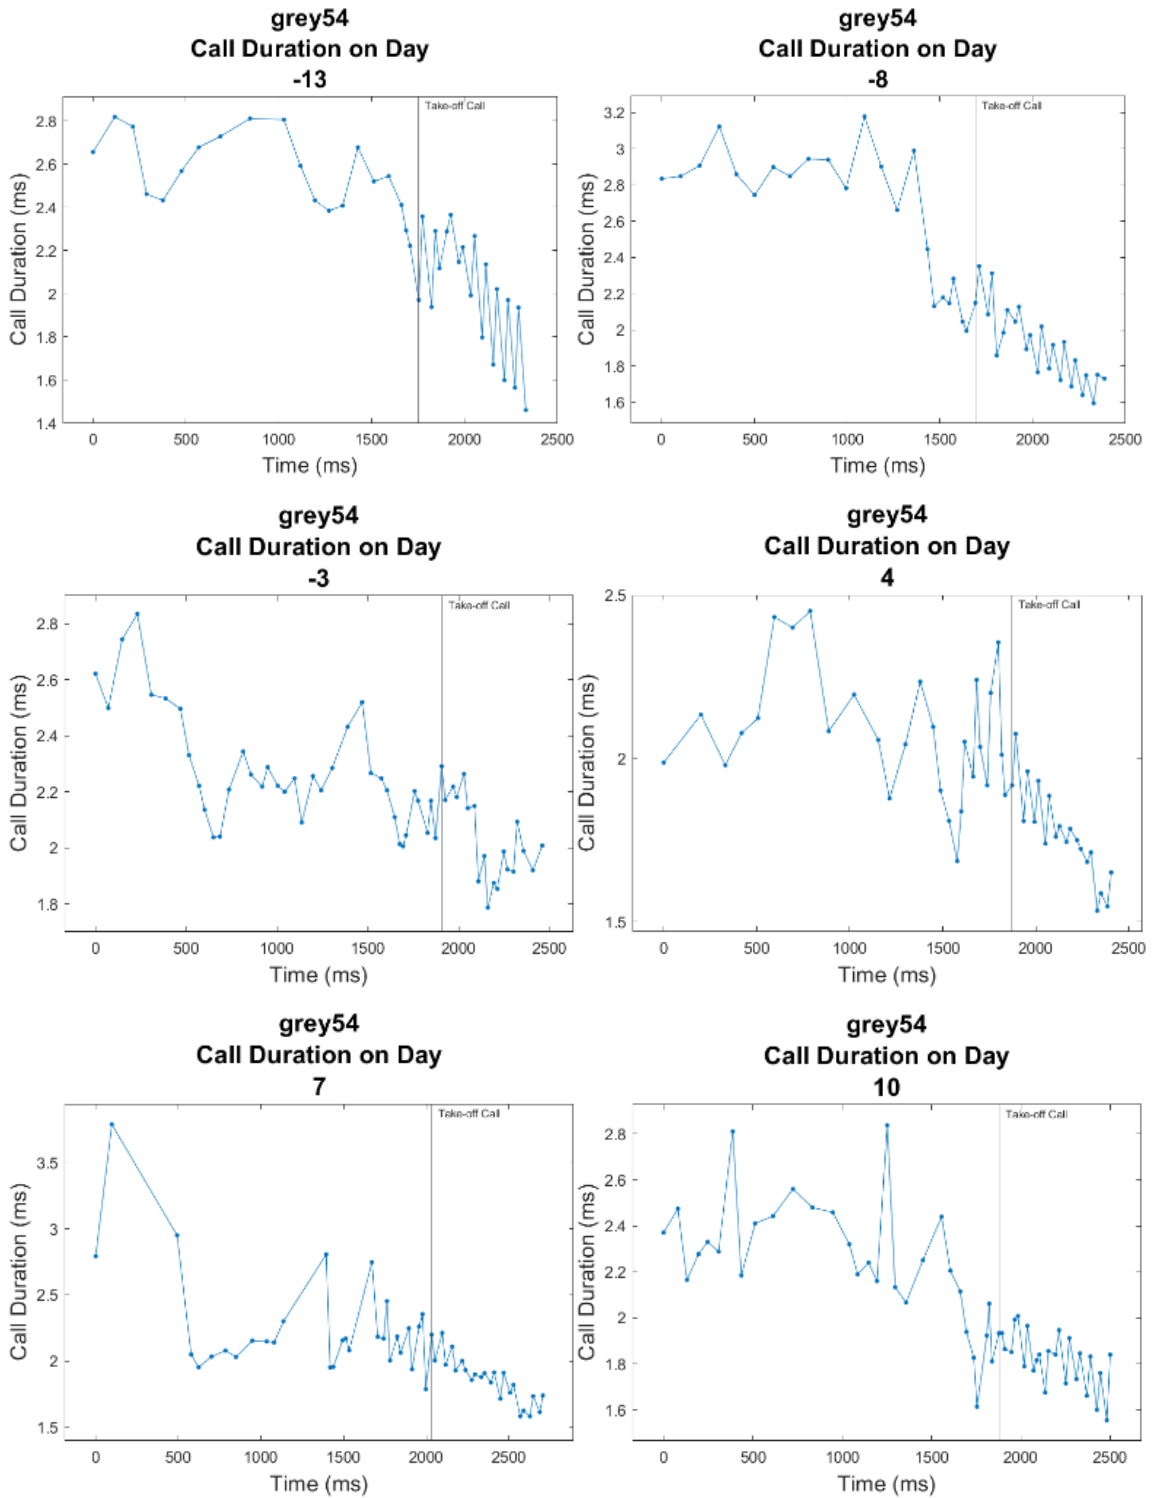 grey54
Call Duration on Day
-13
Take-off Call
2.8
2.6
2.4
2.2
2
1.8
1.6
1.4
Call Duration (ms)
0 500 1000 1500 2000 2500
Time (ms)
grey54
Call Duration on Day
-8
Take-off Call
3.2
3
2.8
2.6
2.4
2.2
2
1.8
1.6
Call Duration (ms)
0 500 1000 1500 2000 2500
Time (ms)
grey54
Call Duration on Day
-3
Take-off Call
2.8
2.6
2.4
2.2
2
1.8
Call Duration (ms)
0 500 1000 1500 2000 2500
Time (ms)
grey54
Call Duration on Day
4
Take-off Call
2.5
2
1.5
Call Duration (ms)
0 500 1000 1500 2000 2500
Time (ms)
grey54
Call Duration on Day
7
Take-off Call
3.5
3
2.5
2
1.5
Call Duration (ms)
0 500 1000 1500 2000 2500
Time (ms)
grey54
Call Duration on Day
10
Take-off Call
2.8
2.6
2.4
2.2
2
1.8
1.6
Call Duration (ms)
0 500 1000 1500 2000 2500
Time (ms)